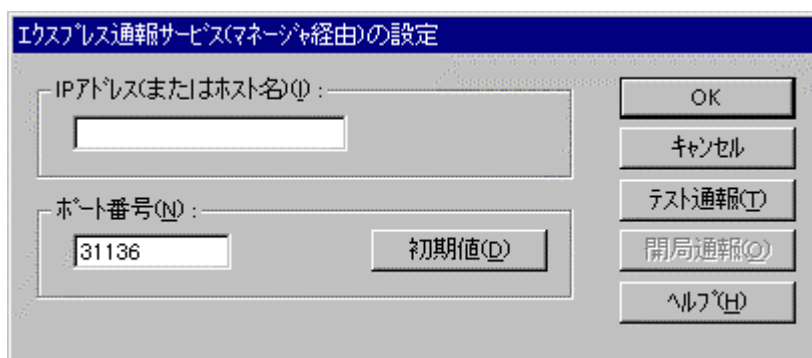 ｴｸｽﾌﾟﾚｽ通報ｻｰﾋﾞｽ(ﾏﾈｰｼﾞｬ経由)の設定
IPｱﾄﾞﾚｽ(またはﾎｽﾄ名)(I) :
OK
ｷｬﾝｾﾙ
ﾎﾟｰﾄ番号(N) :
31136
初期値(D)
ﾃｽﾄ通報(T)
開局通報(O)
ﾍﾙﾌﾟ(H)